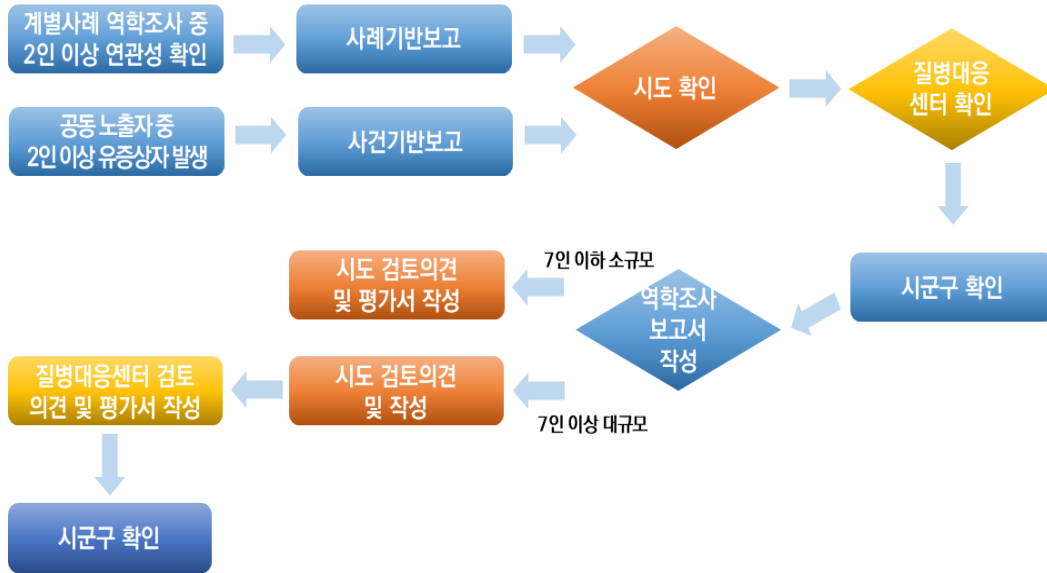 계별사례 역학조사 중
2인 이상 연관성 확인
사례기반보고
시도 확인
질병대응
센터 확인
공동 노출자 중
2인 이상 유증상자 발생
사건기반보고
시군구 확인
7인 이하 소규모
역학조사
보고서
작성
시도 검토의견
및 평가서 작성
7인 이상 대규모
시도 검토의견
및 작성
질병대응센터 검토
의견 및 평가서 작성
시군구 확인